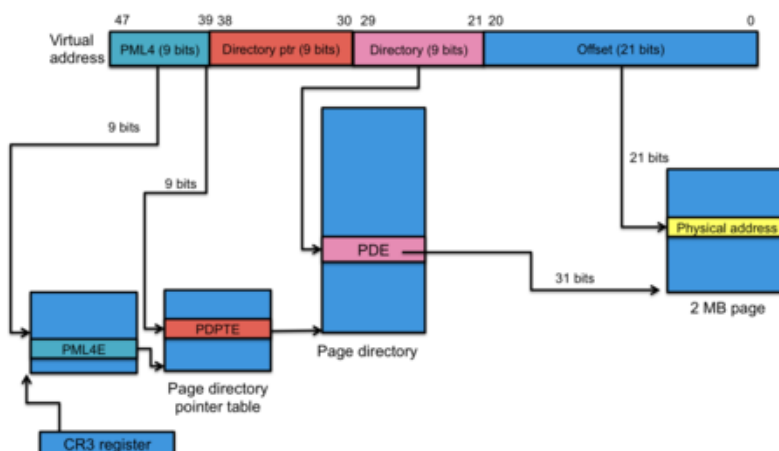 47 39 38 30 29 21 20 0
Virtual
address
PML4 (9 bits) Directory ptr (9 bits) Directory (9 bits) Offset (21 bits)
9 bits
9 bits
21 bits
Physical address
PDE
31 bits
2 MB page
PDPTE
PML4E
Page directory
Page directory
pointer table
CR3 register